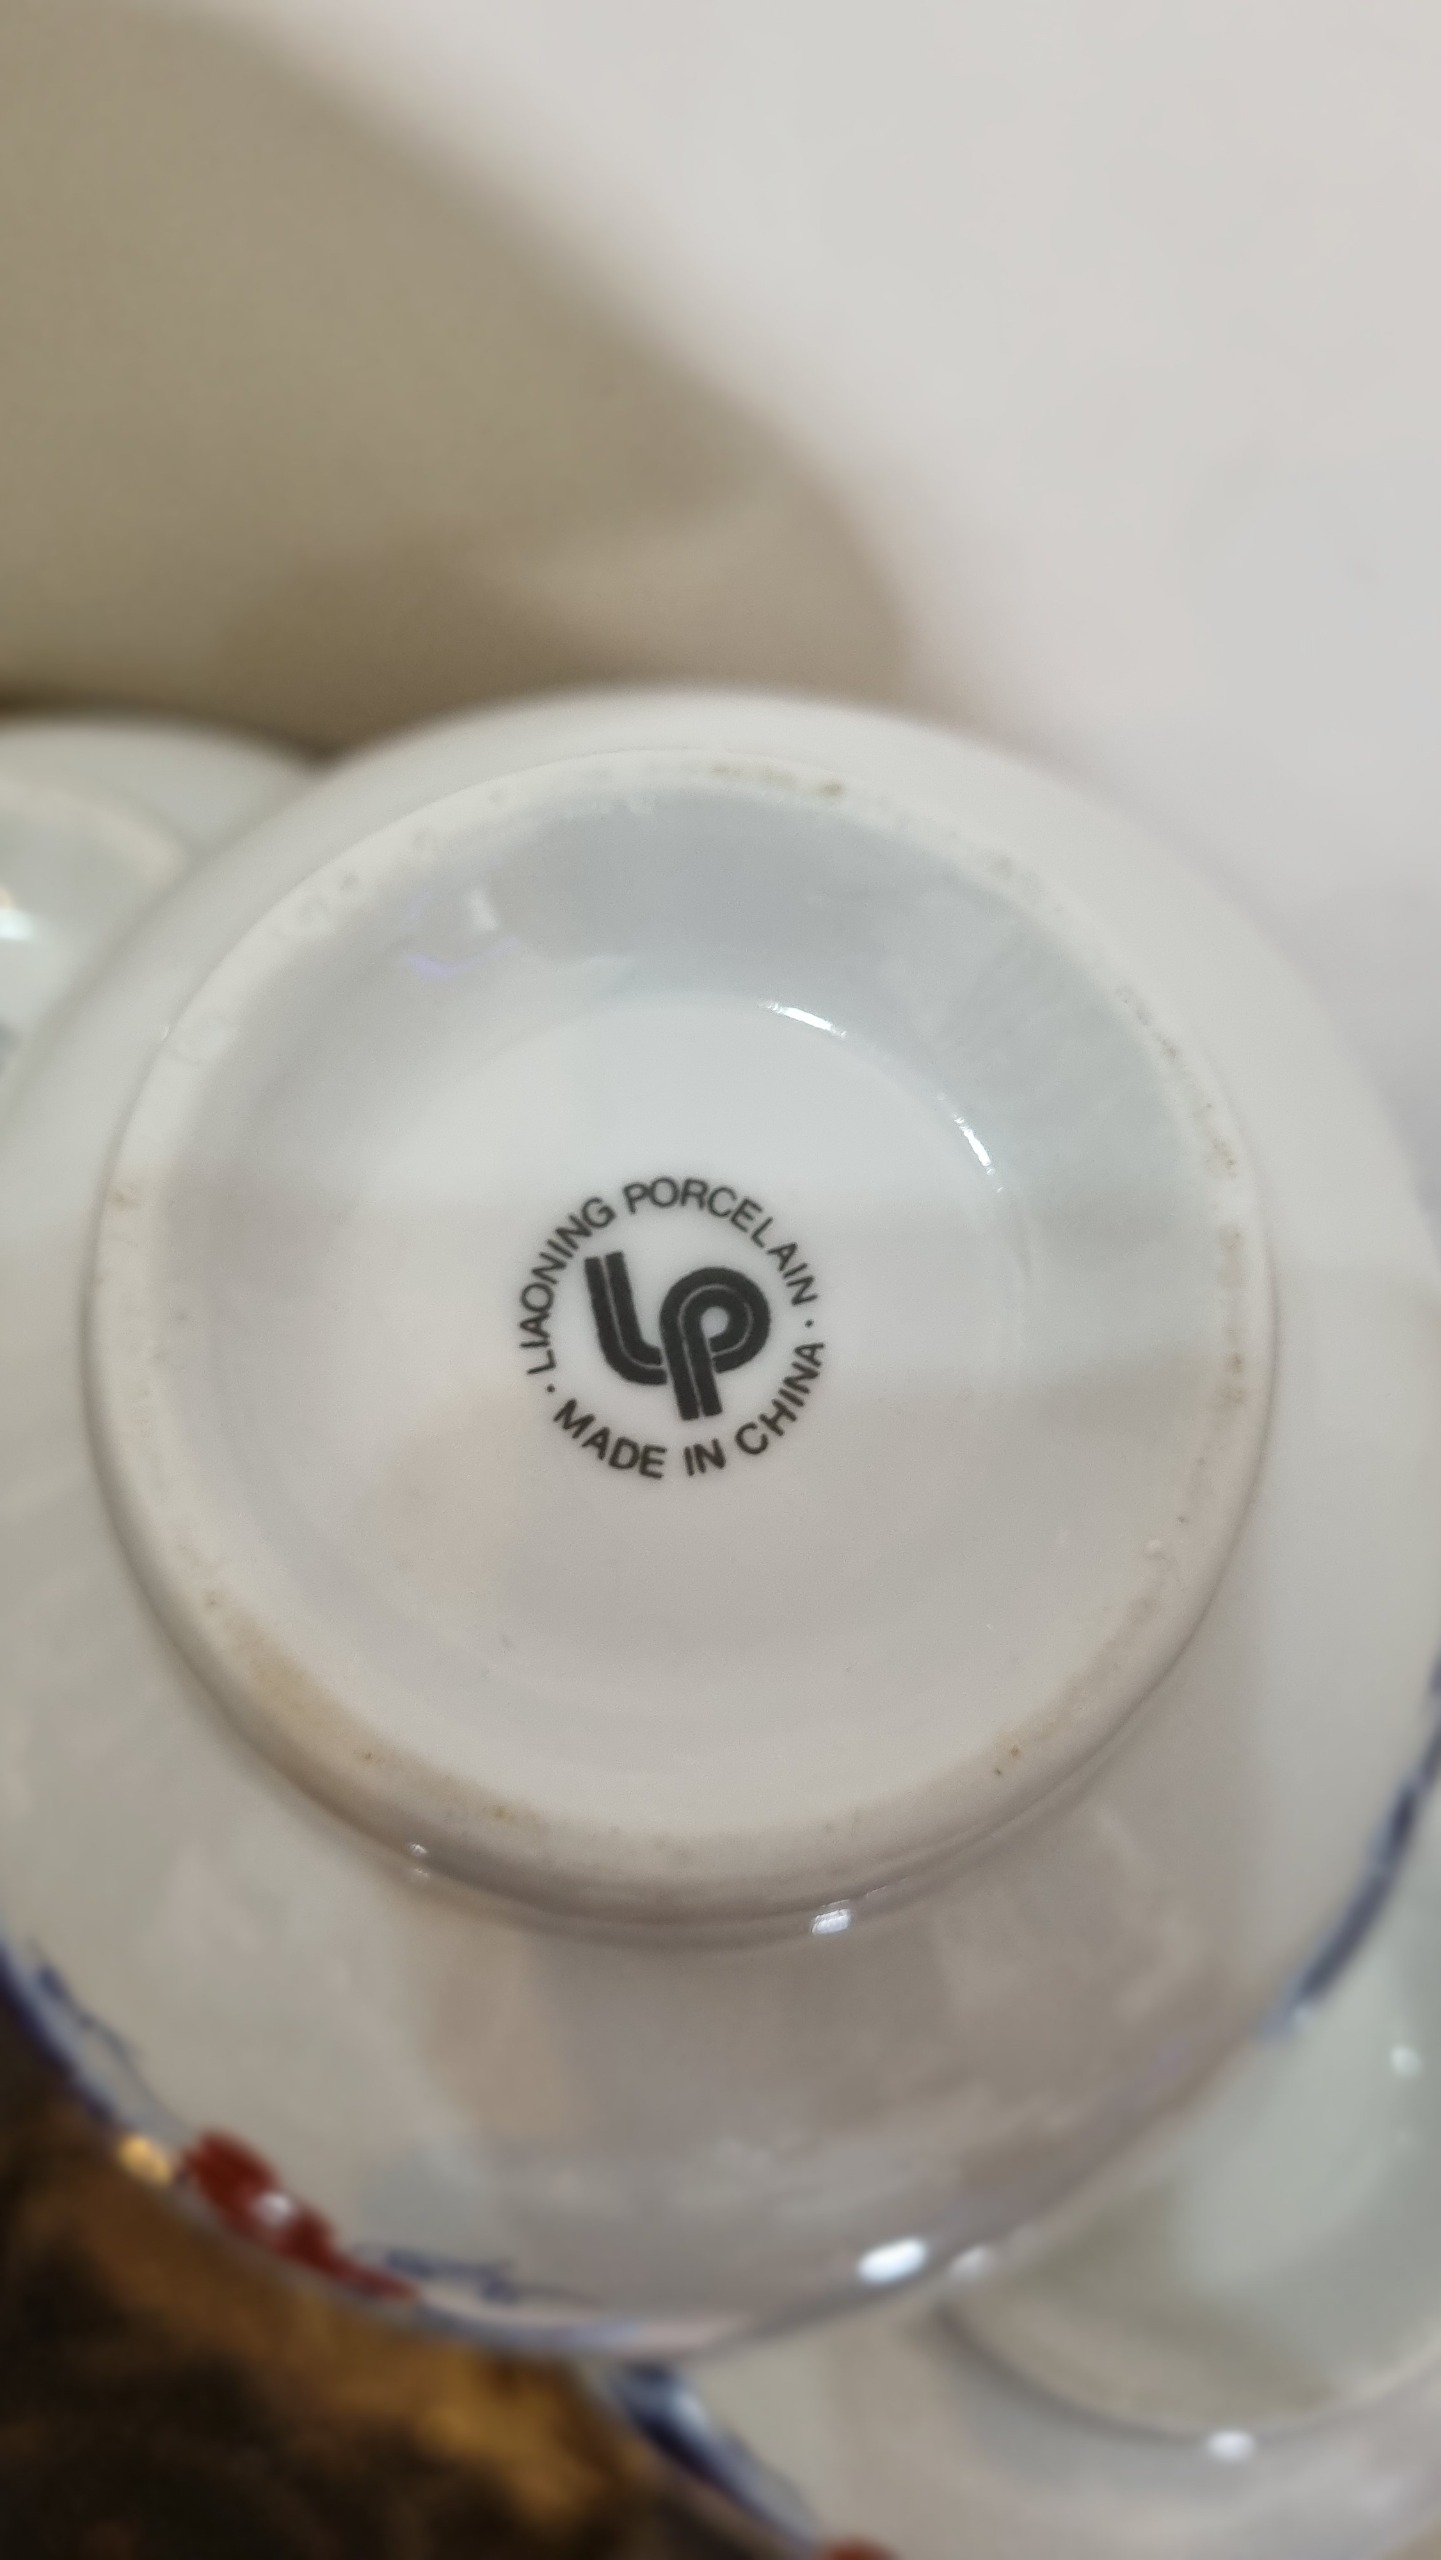 · LIAONING PORCELAIN ·
LP
MADE IN CHINA